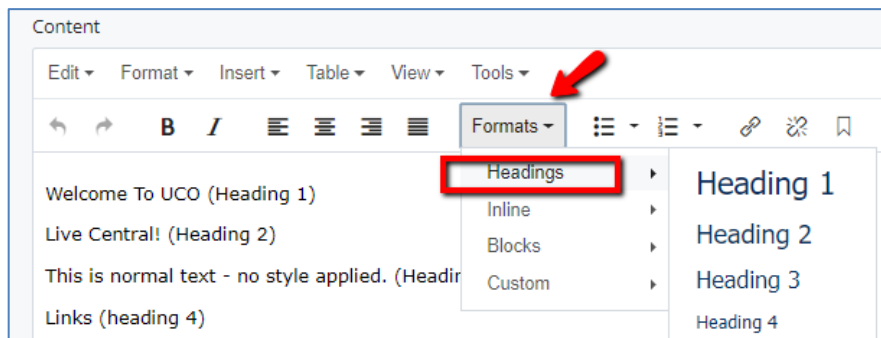 Content
Edit Format Insert Table View Tools
B I Formats
Headings
Inline
Blocks
Custom
Heading 1
Heading 2
Heading 3
Heading 4
Welcome To UCO (Heading 1)
Live Central! (Heading 2)
This is normal text - no style applied. (Headin
Links (heading 4)